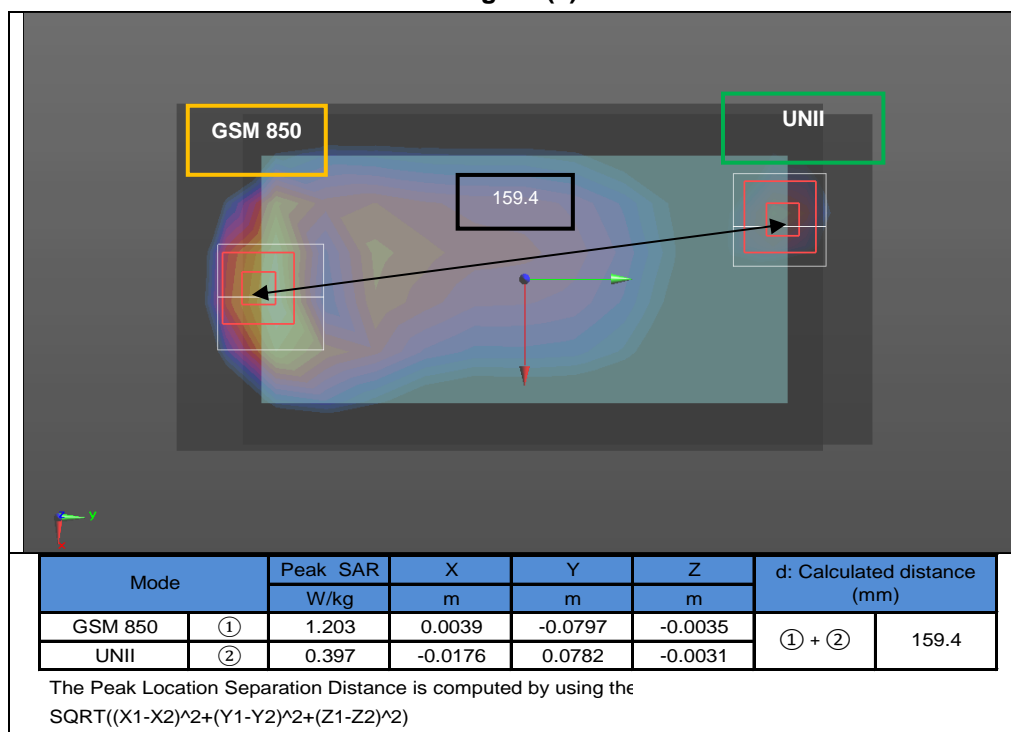 GSM 850
UNII
159.4
Y
Mode Peak SAR X Y Z d: Calculated distance (mm)
W/kg m m m
GSM 850 ① 1.203 0.0039 -0.0797 -0.0035 ① + ② 159.4
UNII ② 0.397 -0.0176 0.0782 -0.0031
The Peak Location Separation Distance is computed by using the
SQRT((X1-X2)^2+(Y1-Y2)^2+(Z1-Z2)^2)